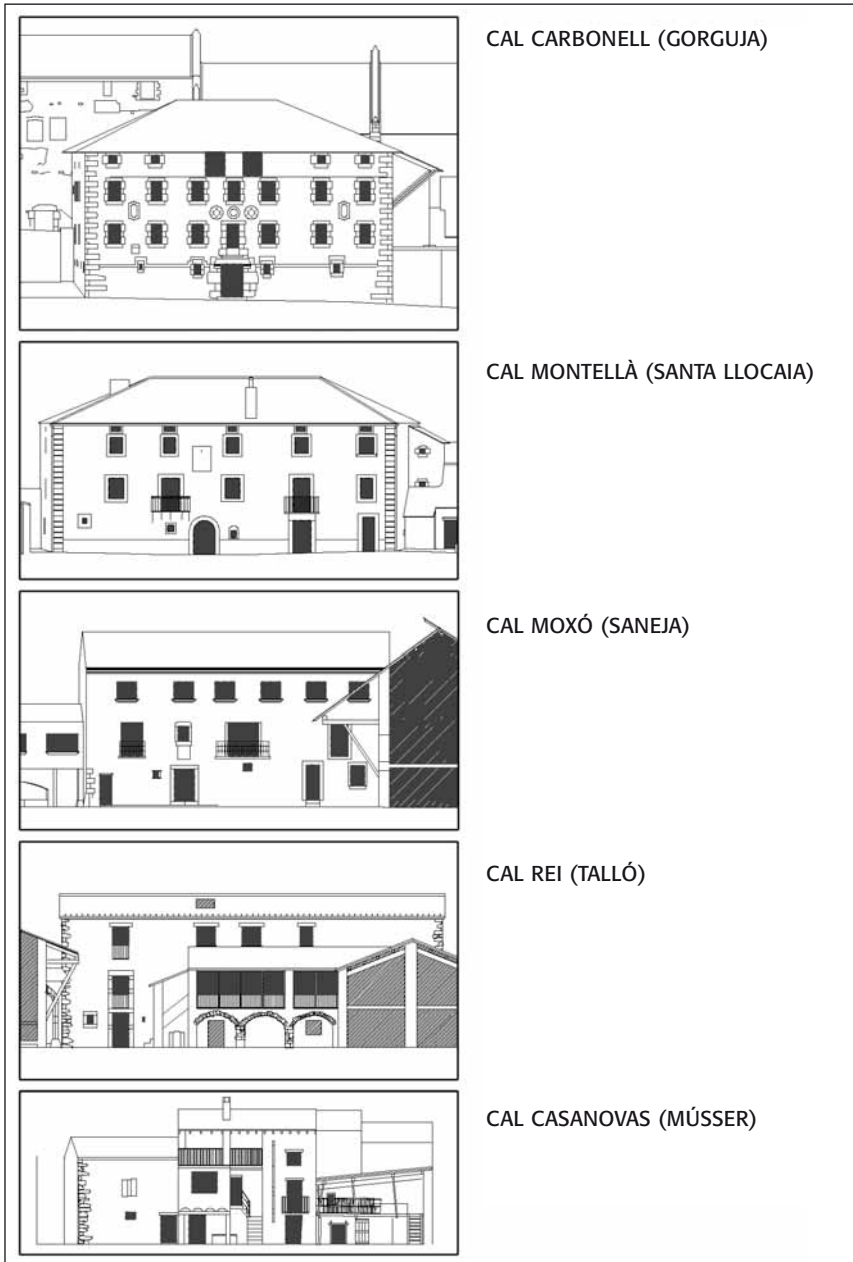 CAL CARBONELL (GORGUJA)
CAL MONTELLÀ (SANTA LLOCAIA)
CAL MOXÓ (SANEJA)
CAL REI (TALLÓ)
CAL CASANOVAS (MÚSSER)